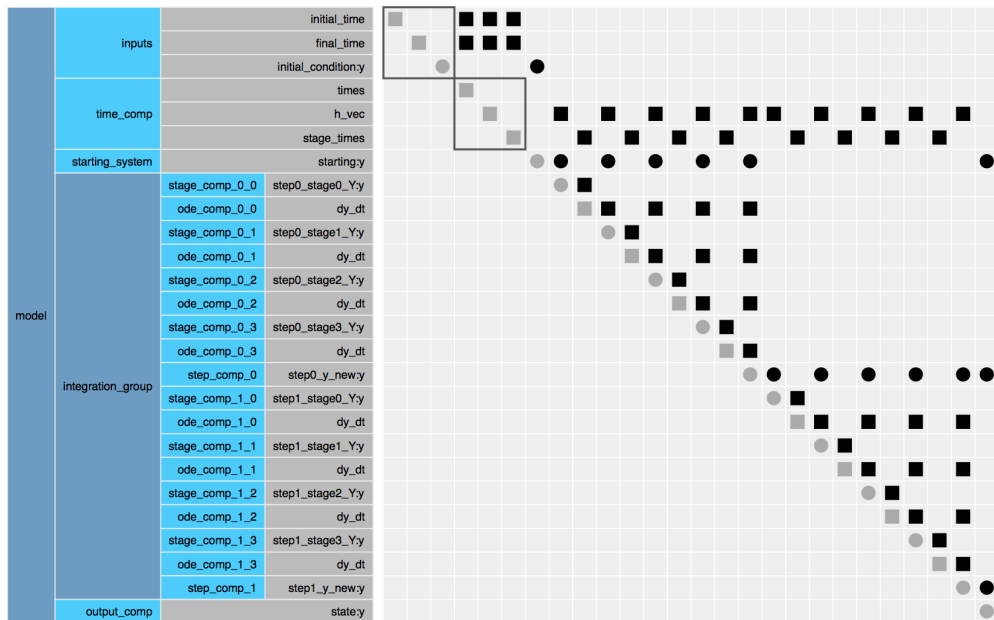 initial_time
inputs final_time
initial_condition:y
times
time_comp h_vec
stage_times
starting_system starting:y
stage_comp_0_0 step0_stage0_Y:y
ode_comp_0_0 dy_dt
stage_comp_0_1 step0_stage1_Y:y
ode_comp_0_1 dy_dt
stage_comp_0_2 step0_stage2_Y:y
ode_comp_0_2 dy_dt
model
stage_comp_0_3 step0_stage3_Y:y
ode_comp_0_3 dy_dt
step_comp_0 step0_y_new:y
integration_group
stage_comp_1_0 step1_stage0_Y:y
ode_comp_1_0 dy_dt
stage_comp_1_1 step1_stage1_Y:y
ode_comp_1_1 dy_dt
stage_comp_1_2 step1_stage2_Y:y
ode_comp_1_2 dy_dt
stage_comp_1_3 step1_stage3_Y:y
ode_comp_1_3 dy_dt
step_comp_1 step1_y_new:y
output_comp state:y